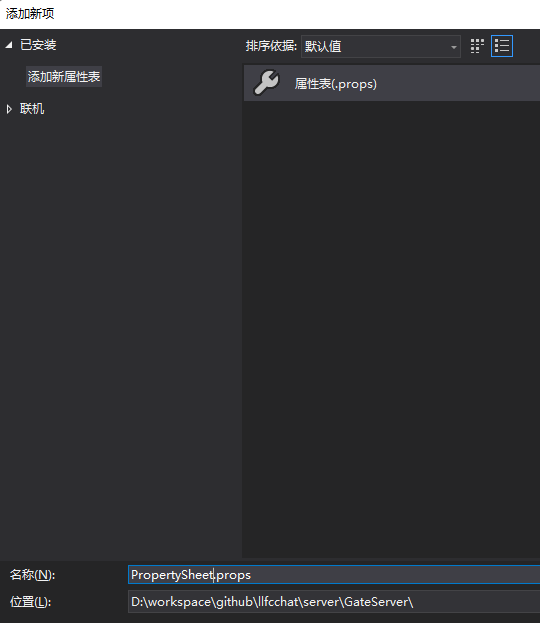 添加新项
已安装
添加新属性表
联机
排序依据: 默认值
属性表(.props)
名称(N): PropertySheet.props
位置(L): D:\workspace\github\llfcchat\server\GateServer\